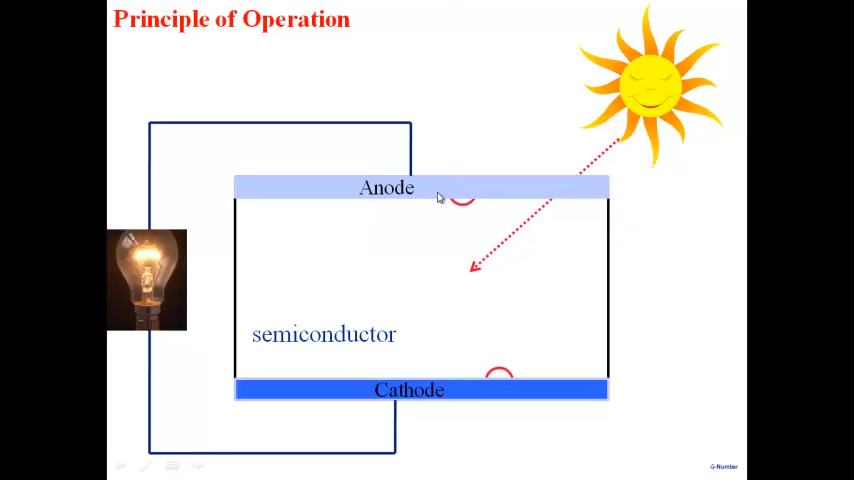 Principle of Operation
Anode
semiconductor
Cathode
G-Number